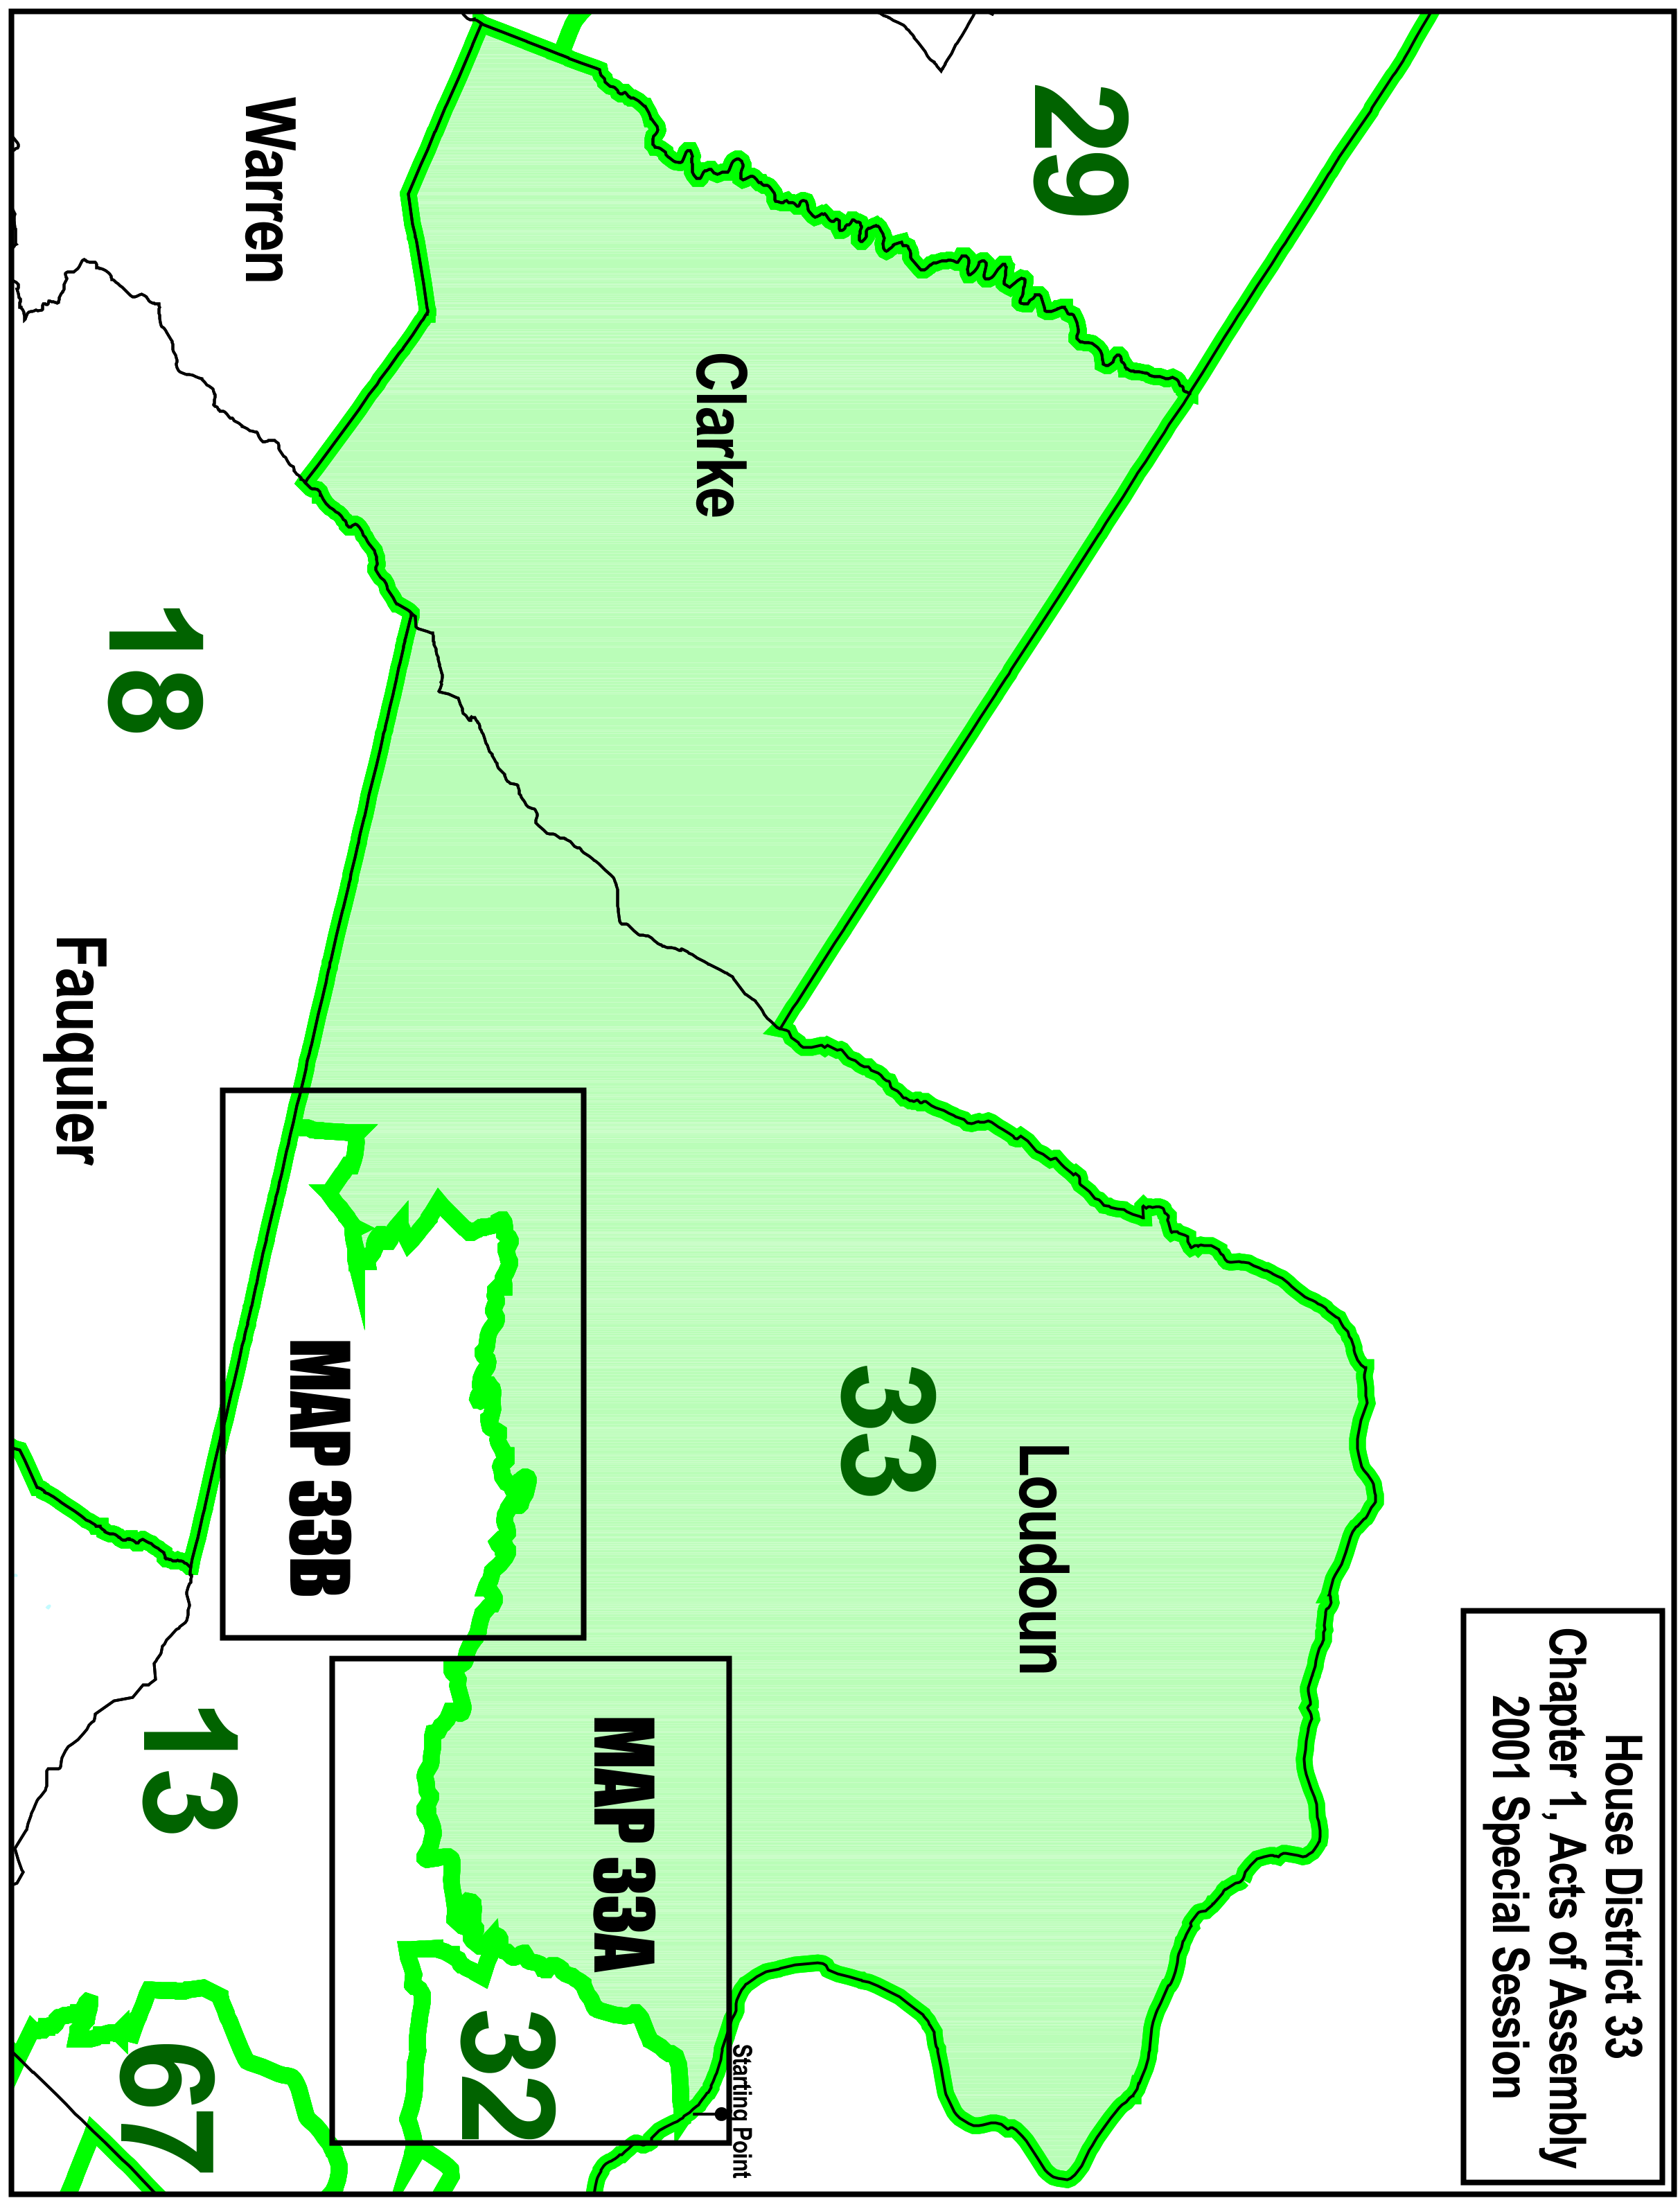 House District 33
Chapter 1, Acts of Assembly
2001 Special Session
29
Loudoun
33
Clarke
Starting Point
MAP 33A
32
MAP 33B
Warren
18
13
67
Fauquier